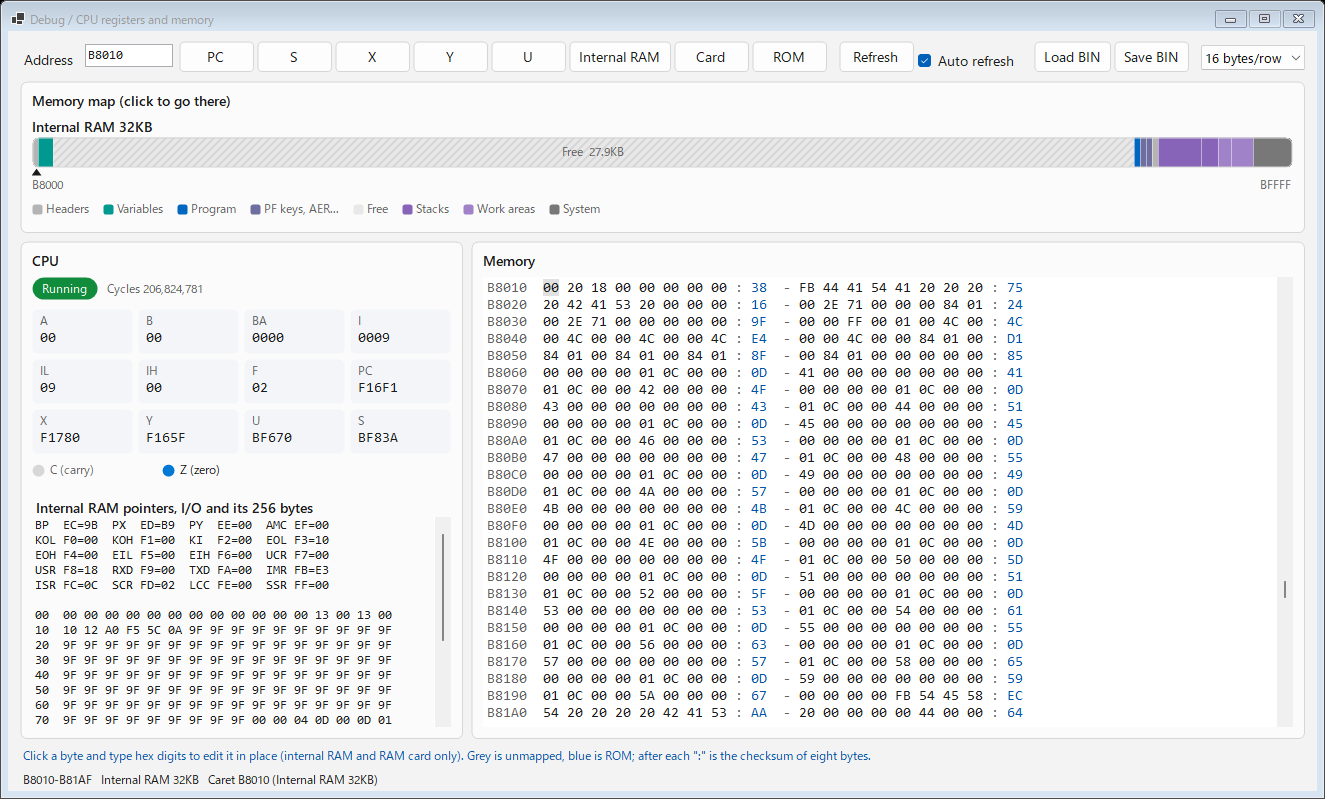 Debug / CPU registers and memory
Address B8010 PC S X Y U Internal RAM Card ROM Refresh Auto refresh Load BIN Save BIN 16 bytes/row
Memory map (click to go there)
Internal RAM 32KB
Free 27.9KB
B8000 BFFFF
Headers Variables Program PF keys, AER... Free Stacks Work areas System
CPU
Running Cycles 206,824,781
A B BA I
00 00 0000 0009
IL IH F PC
09 00 02 F16F1
X Y U S
F1780 F165F BF670 BF83A
C (carry) Z (zero)
Internal RAM pointers, I/O and its 256 bytes
BP EC=9B PX ED=B9 PY EE=00 AMC EF=00
KOL F0=00 KOH F1=00 KI F2=00 EOL F3=10
EOH F4=00 EIL F5=00 EIH F6=00 UCR F7=00
USR F8=18 RXD F9=00 TXD FA=00 IMR FB=E3
ISR FC=0C SCR FD=02 LCC FE=00 SSR FF=00
00 00 00 00 00 00 00 00 00 00 00 00 00 13 00 13 00
10 10 12 A0 F5 5C 0A 9F 9F 9F 9F 9F 9F 9F 9F 9F 9F
20 9F 9F 9F 9F 9F 9F 9F 9F 9F 9F 9F 9F 9F 9F 9F 9F
30 9F 9F 9F 9F 9F 9F 9F 9F 9F 9F 9F 9F 9F 9F 9F 9F
40 9F 9F 9F 9F 9F 9F 9F 9F 9F 9F 9F 9F 9F 9F 9F 9F
50 9F 9F 9F 9F 9F 9F 9F 9F 9F 9F 9F 9F 9F 9F 9F 9F
60 9F 9F 9F 9F 9F 9F 9F 9F 9F 9F 9F 9F 9F 9F 9F 9F
70 9F 9F 9F 9F 9F 9F 9F 9F 9F 00 00 04 0D 00 0D 01
Memory
B8010 00 20 18 00 00 00 00 00 : 38 - FB 44 41 54 41 20 20 20 : 75
B8020 20 42 41 53 20 00 00 00 : 16 - 00 2E 71 00 00 00 84 01 : 24
B8030 00 2E 71 00 00 00 00 00 : 9F - 00 00 FF 00 01 00 4C 00 : 4C
B8040 00 4C 00 00 4C 00 00 4C : E4 - 00 00 4C 00 00 84 01 00 : D1
B8050 84 01 00 84 01 00 84 01 : 8F - 00 84 01 00 00 00 00 00 : 85
B8060 00 00 00 00 01 0C 00 00 : 0D - 41 00 00 00 00 00 00 00 : 41
B8070 01 0C 00 00 42 00 00 00 : 4F - 00 00 00 00 01 0C 00 00 : 0D
B8080 43 00 00 00 00 00 00 00 : 43 - 01 0C 00 00 44 00 00 00 : 51
B8090 00 00 00 00 01 0C 00 00 : 0D - 45 00 00 00 00 00 00 00 : 45
B80A0 01 0C 00 00 46 00 00 00 : 53 - 00 00 00 00 01 0C 00 00 : 0D
B80B0 47 00 00 00 00 00 00 00 : 47 - 01 0C 00 00 48 00 00 00 : 55
B80C0 00 00 00 00 01 0C 00 00 : 0D - 49 00 00 00 00 00 00 00 : 49
B80D0 01 0C 00 00 4A 00 00 00 : 57 - 00 00 00 00 01 0C 00 00 : 0D
B80E0 4B 00 00 00 00 00 00 00 : 4B - 01 0C 00 00 4C 00 00 00 : 59
B80F0 00 00 00 00 01 0C 00 00 : 0D - 4D 00 00 00 00 00 00 00 : 4D
B8100 01 0C 00 00 4E 00 00 00 : 5B - 00 00 00 00 01 0C 00 00 : 0D
B8110 4F 00 00 00 00 00 00 00 : 4F - 01 0C 00 00 50 00 00 00 : 5D
B8120 00 00 00 00 01 0C 00 00 : 0D - 51 00 00 00 00 00 00 00 : 51
B8130 01 0C 00 00 52 00 00 00 : 5F - 00 00 00 00 01 0C 00 00 : 0D
B8140 53 00 00 00 00 00 00 00 : 53 - 01 0C 00 00 54 00 00 00 : 61
B8150 00 00 00 00 01 0C 00 00 : 0D - 55 00 00 00 00 00 00 00 : 55
B8160 01 0C 00 00 56 00 00 00 : 63 - 00 00 00 00 01 0C 00 00 : 0D
B8170 57 00 00 00 00 00 00 00 : 57 - 01 0C 00 00 58 00 00 00 : 65
B8180 00 00 00 00 01 0C 00 00 : 0D - 59 00 00 00 00 00 00 00 : 59
B8190 01 0C 00 00 5A 00 00 00 : 67 - 00 00 00 00 FB 54 45 58 : EC
B81A0 54 20 20 20 20 42 41 53 : AA - 20 00 00 00 00 44 00 00 : 64
Click a byte and type hex digits to edit it in place (internal RAM and RAM card only). Grey is unmapped, blue is ROM; after each ":" is the checksum of eight bytes.
B8010-B81AF Internal RAM 32KB Caret B8010 (Internal RAM 32KB)